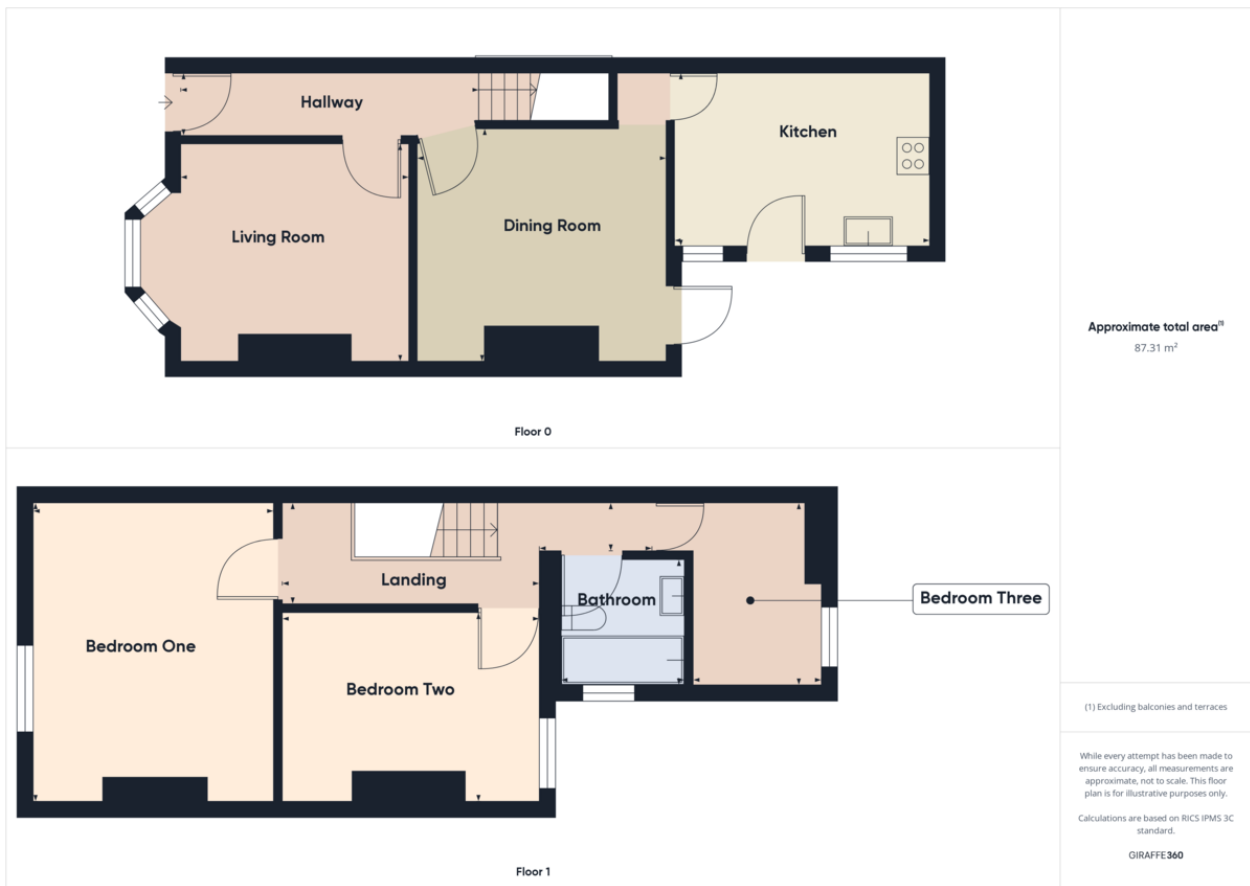 Hallway
Kitchen
Living Room
Dining Room
Floor 0
Landing
Bathroom
Bedroom Three
Bedroom One
Bedroom Two
Floor 1
Approximate total area(1)
87.31 m²
(1) Excluding balconies and terraces
While every attempt has been made to
ensure accuracy, all measurements are
approximate, not to scale. This floor
plan is for illustrative purposes only.
Calculations are based on RICS IPMS 3C
standard.
GIRAFFE360